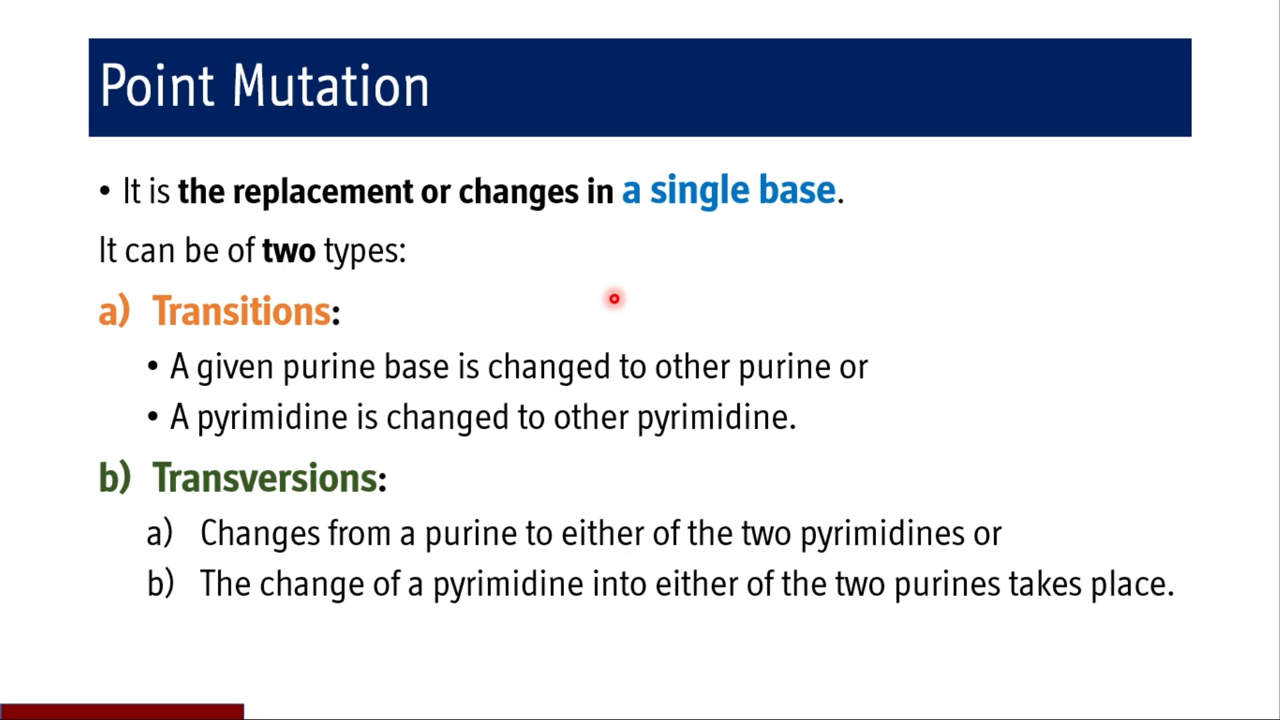 Point Mutation
• It is the replacement or changes in a single base.
It can be of two types:
a) Transitions:
• A given purine base is changed to other purine or
• A pyrimidine is changed to other pyrimidine.
b) Transversions:
a) Changes from a purine to either of the two pyrimidines or
b) The change of a pyrimidine into either of the two purines takes place.